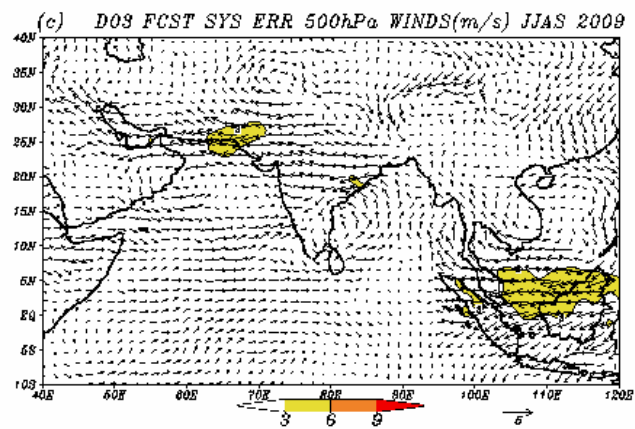 (c) D03 FCST SYS ERR 500hPa WINDS(m/s) JJAS 2009
40N
35N
30N
25N
20N
15N
10N
5N
EQ
5S
10S
40E 50E 60E 70E 80E 90E 100E 110E 120E
3 6 9
5